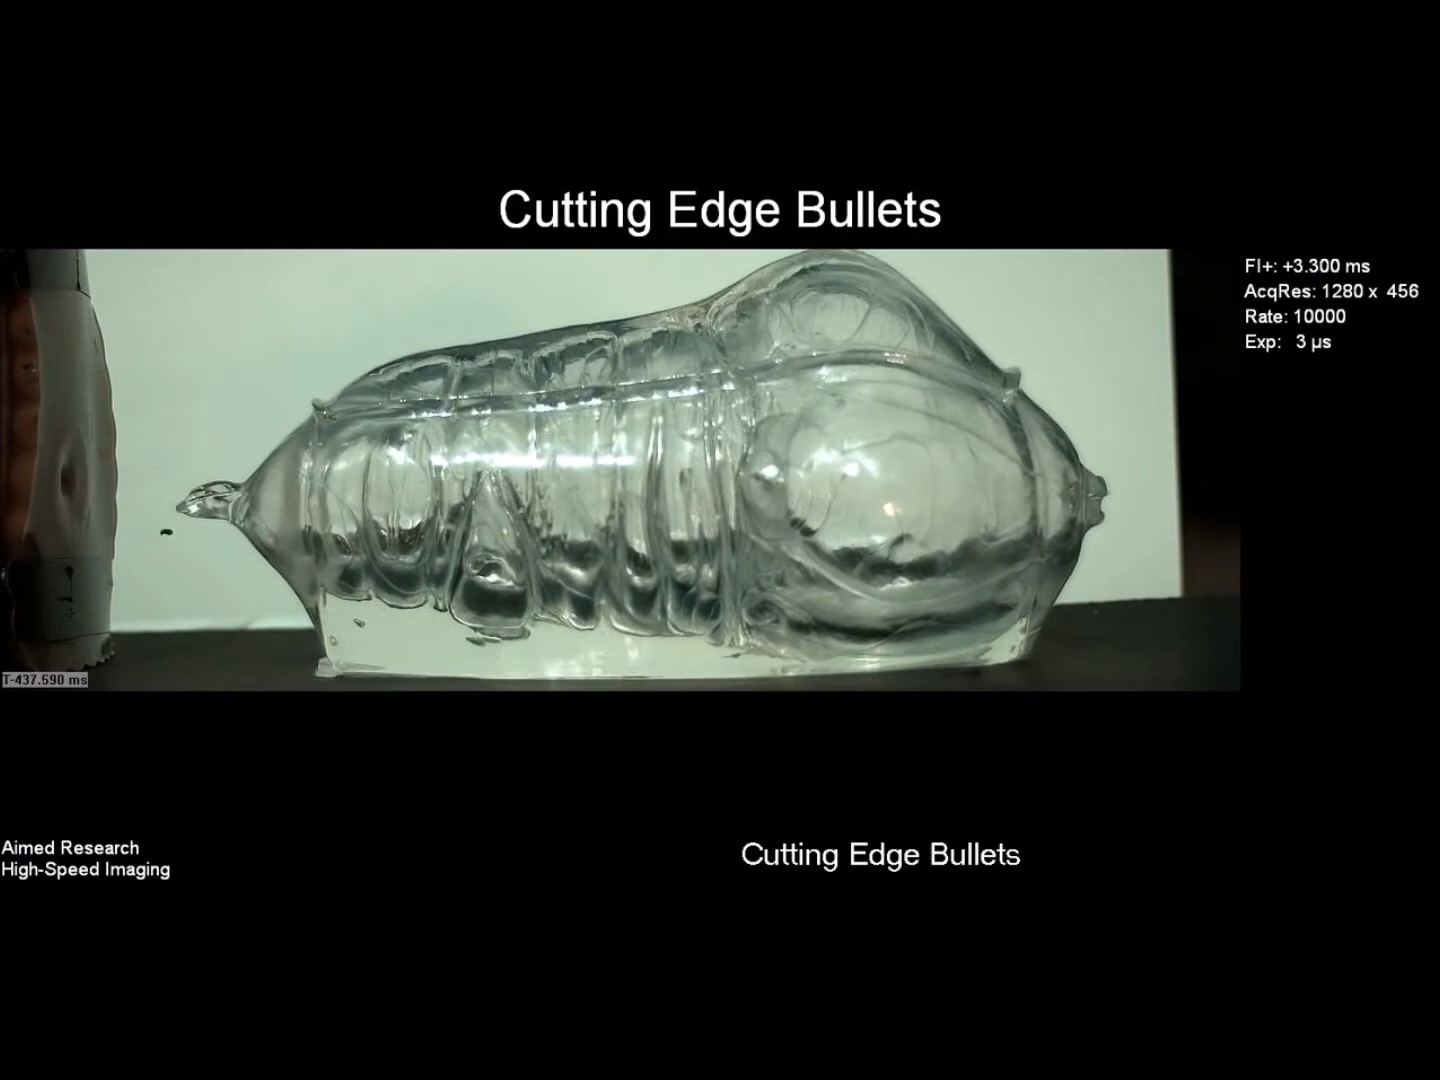 Cutting Edge Bullets
FI+: +3.300 ms
AcqRes: 1280 x 456
Rate: 10000
Exp: 3 µs
T-437.590 ms
Aimed Research
High-Speed Imaging
Cutting Edge Bullets